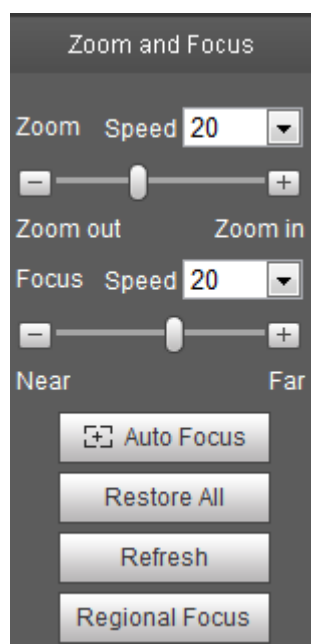 Zoom and Focus
Zoom Speed 20
Zoom out Zoom in
Focus Speed 20
Near Far
Auto Focus
Restore All
Refresh
Regional Focus